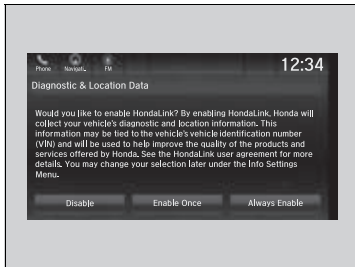 12:34
Phone Navigati.. FM
Diagnostic & Location Data
Would you like to enable HondaLink? By enabling HondaLink, Honda will
collect your vehicle's diagnostic and location information. This
information may be tied to the vehicle's vehicle identification number
(VIN) and will be used to help improve the quality of the products and
services offered by Honda. See the HondaLink user agreement for more
details. You may change your selection later under the Info Settings
Menu.
Disable Enable Once Always Enable